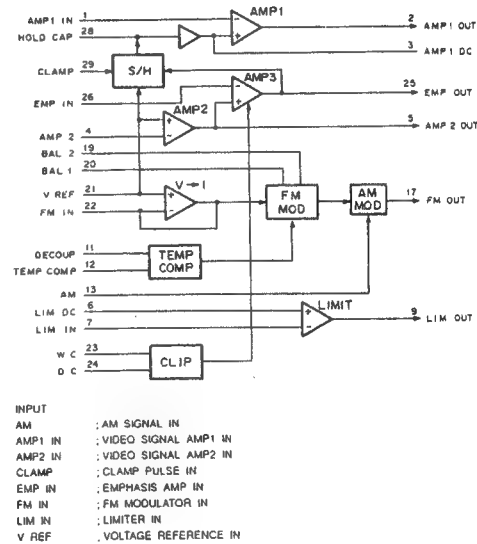 AMP1 IN 1 AMP1 2 AMP1 OUT
HOLD CAP 28 3 AMP1 DC
CLAMP 29 S/H AMP3 25 EMP OUT
EMP IN 26 AMP2
AMP 2 4 5 AMP 2 OUT
BAL 2 19
BAL 1 20
V REF 21 V → I FM MOD AM MOD 17 FM OUT
FM IN 22
DECOUP 11 TEMP COMP
TEMP COMP 12
AM 13
LIM DC 6 LIMIT
LIM IN 7 9 LIM OUT
W C 23 CLIP
D C 24
INPUT
AM ; AM SIGNAL IN
AMP1 IN ; VIDEO SIGNAL AMP1 IN
AMP2 IN ; VIDEO SIGNAL AMP2 IN
CLAMP ; CLAMP PULSE IN
EMP IN ; EMPHASIS AMP IN
FM IN ; FM MODULATOR IN
LIM IN ; LIMITER IN
V REF ; VOLTAGE REFERENCE IN